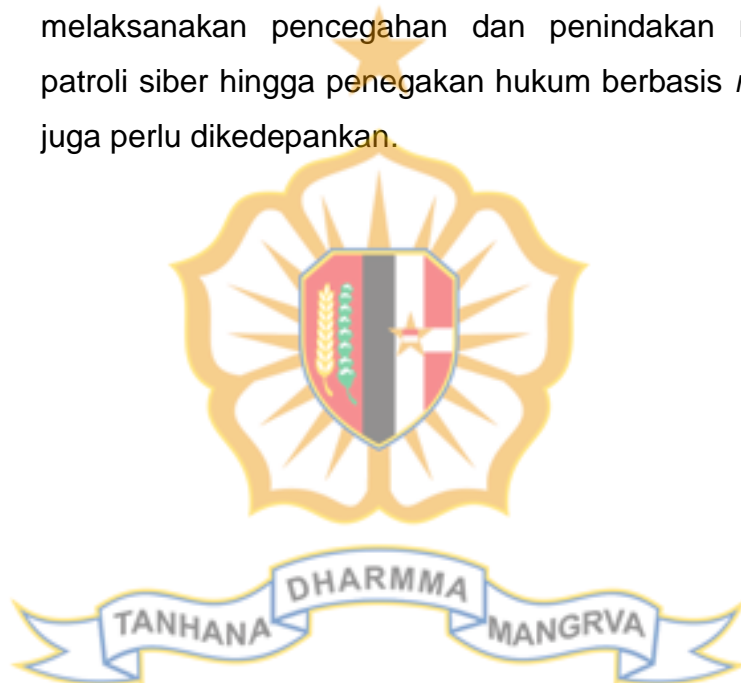 melaksanakan pencegahan dan penindakan
patroli siber hingga penegakan hukum berbasis
juga perlu dikedepankan.
TANHANA DHARMMA MANGRVA